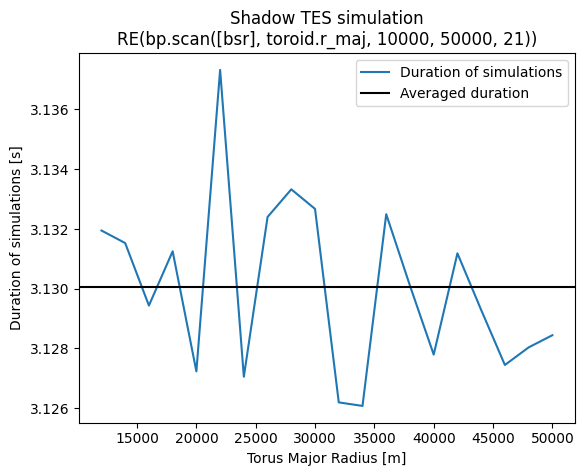 Shadow TES simulation
RE(bp.scan([bsr], toroid.r_maj, 10000, 50000, 21))
Duration of simulations
Averaged duration
Duration of simulations [s]
3.136
3.134
3.132
3.130
3.128
3.126
15000 20000 25000 30000 35000 40000 45000 50000
Torus Major Radius [m]